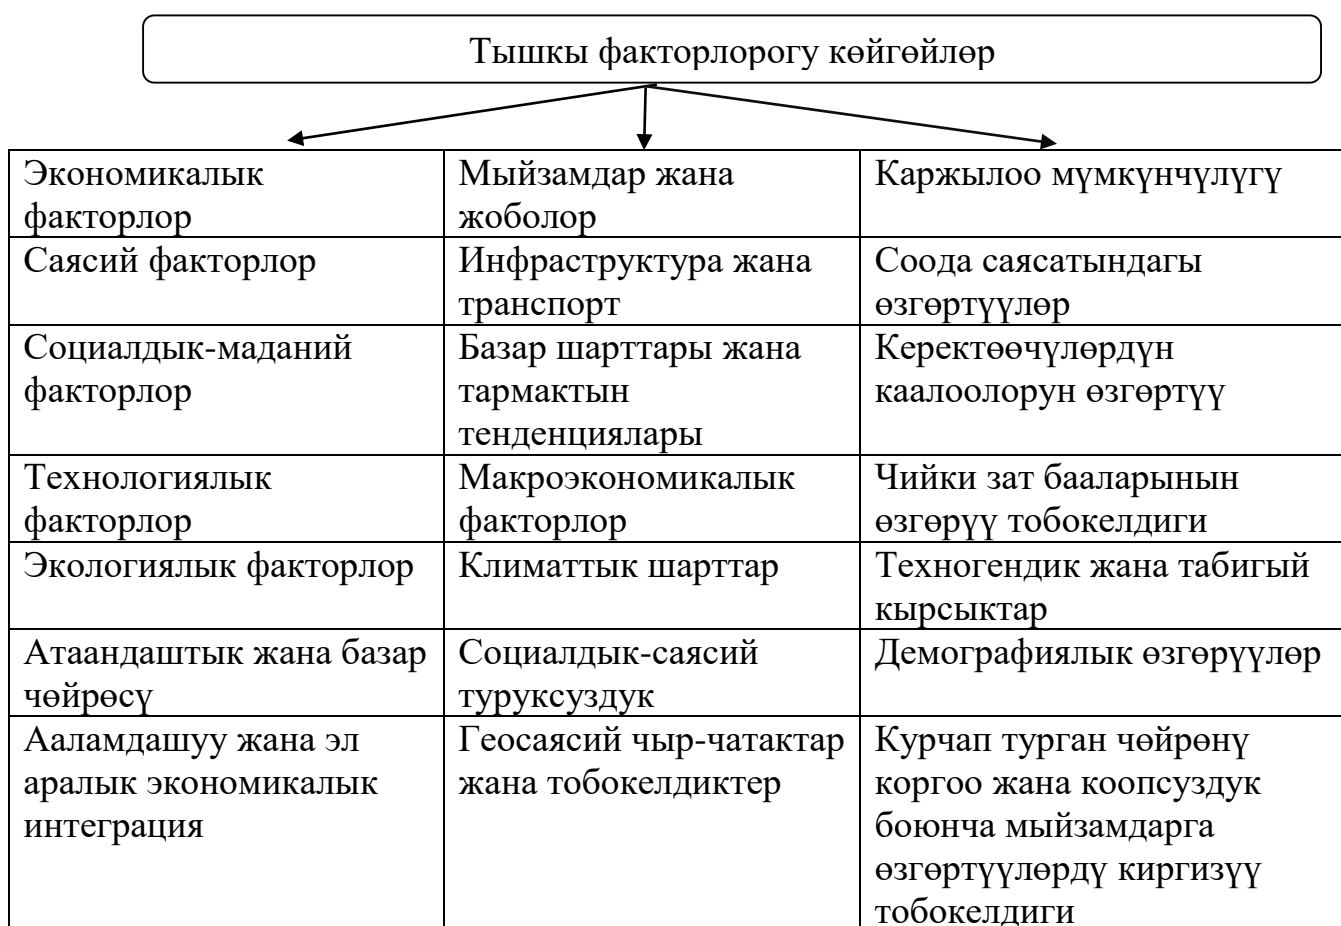 Тышкы факторлорогу көйгөйлөр
Экономикалык
факторлор
Мыйзамдар жана
жоболор
Каржылоо мүмкүнчүлүгү
Саясий факторлор
Инфраструктура жана
транспорт
Соода саясатындагы
өзгөртүүлөр
Социалдык-маданий
факторлор
Базар шарттары жана
тармактын
тенденциялары
Керектөөчүлөрдүн
каалоолорун өзгөртүү
Технологиялык
факторлор
Макроэкономикалык
факторлор
Чийки зат бааларынын
өзгөрүү тобокелдиги
Экологиялык факторлор
Климаттык шарттар
Техногендик жана табигый
кырсыктар
Атаандаштык жана базар
чөйрөсү
Социалдык-саясий
туруксуздук
Демографиялык өзгөрүүлөр
Ааламдашуу жана эл
аралык экономикалык
интеграция
Геосаясий чыр-чатактар
жана тобокелдиктер
Курчап турган чөйрөнү
коргоо жана коопсуздук
боюнча мыйзамдарга
өзгөртүүлөрдү киргизүү
тобокелдиги